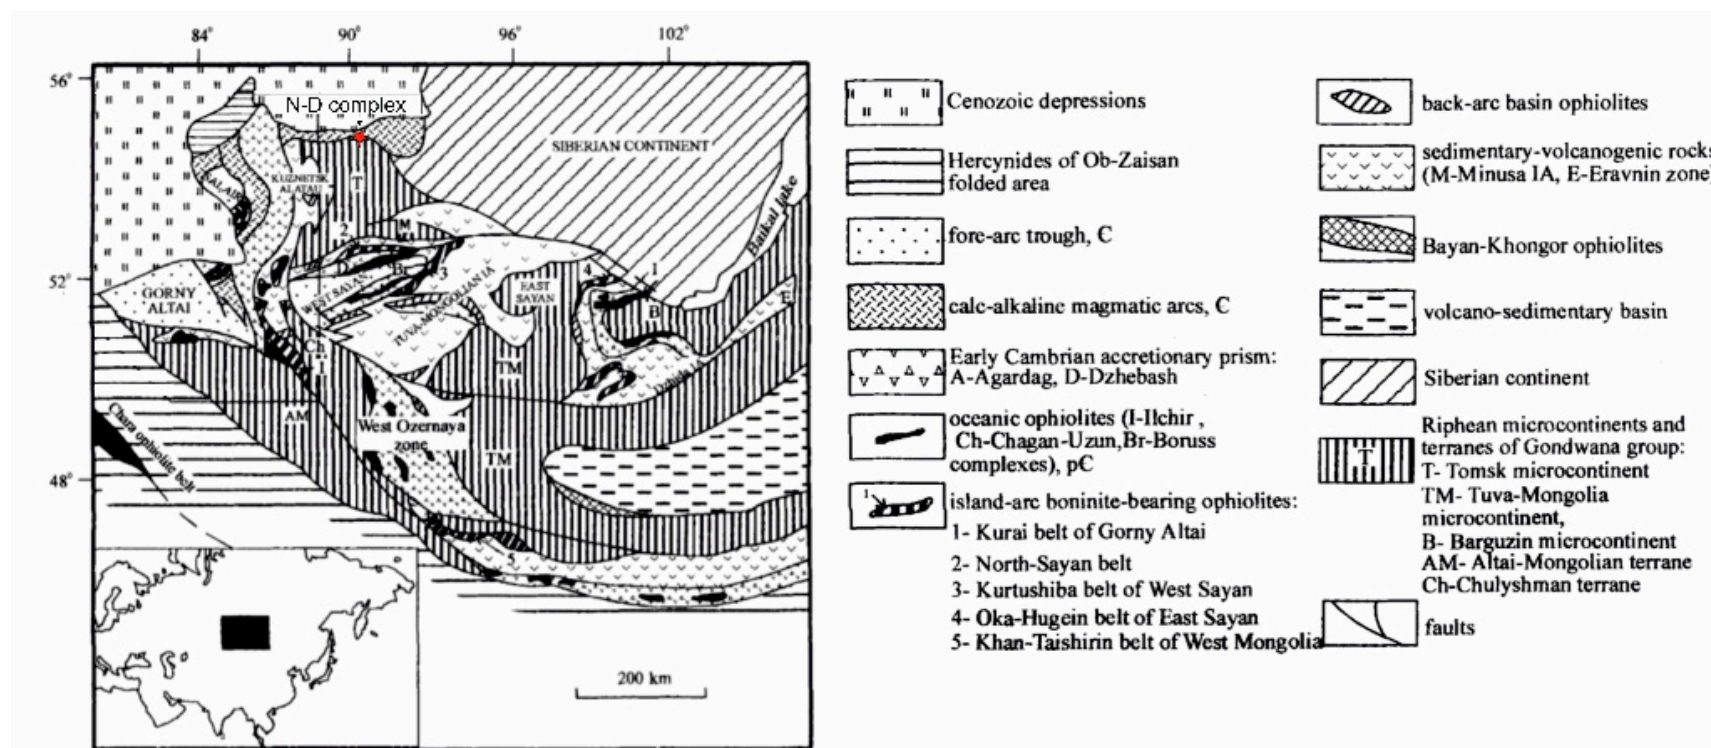 84°
90°
96°
102°
56°
52°
48°
N-D complex
SIBERIAN CONTINENT
KUZNETSK
ALATAU
T
SALAIR
Baikal lake
2
M
D
Br
3
WEST SAYAN
TUVA-MONGOLIAN IA
EAST
SAYAN
4
1
B
E
GORNY
ALTAI
Ch
1
Dzhida
TM
AM
West Ozernaya
zone
TM
Chara ophiolite belt
5
200 km
Cenozoic depressions
Hercynides of Ob-Zaisan
folded area
fore-arc trough, Є
calc-alkaline magmatic arcs, Є
Early Cambrian accretionary prism:
A-Agardag, D-Dzhebash
oceanic ophiolites (I-Ilchir ,
Ch-Chagan-Uzun,Br-Boruss
complexes), pЄ
1
island-arc boninite-bearing ophiolites:
1- Kurai belt of Gorny Altai
2- North-Sayan belt
3- Kurtushiba belt of West Sayan
4- Oka-Hugein belt of East Sayan
5- Khan-Taishirin belt of West Mongolia
back-arc basin ophiolites
sedimentary-volcanogenic rocks
(M-Minusa IA, E-Eravnin zone)
Bayan-Khongor ophiolites
volcano-sedimentary basin
Siberian continent
T
Riphean microcontinents and
terranes of Gondwana group:
T- Tomsk microcontinent
TM- Tuva-Mongolia
microcontinent,
B- Barguzin microcontinent
AM- Altai-Mongolian terrane
Ch-Chulyshman terrane
faults